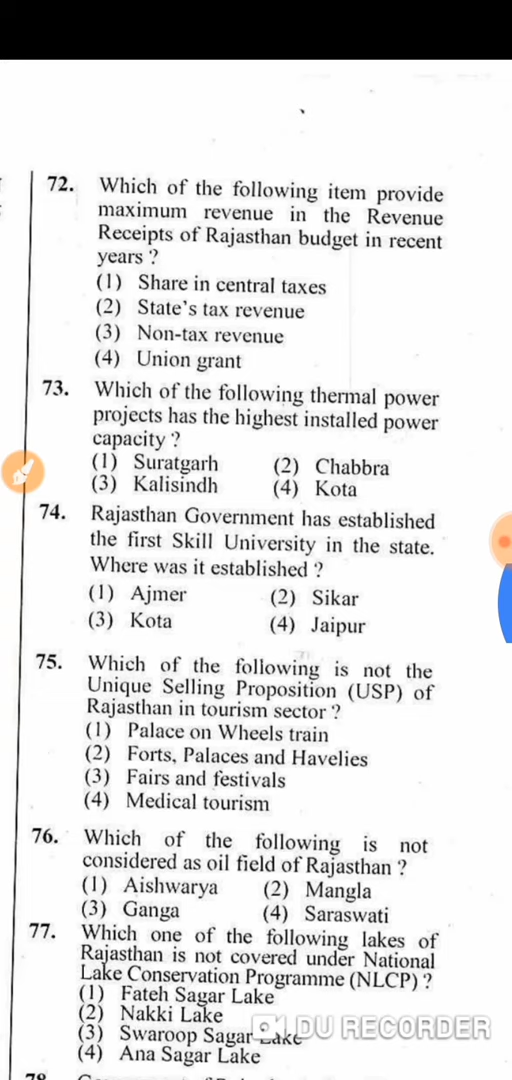 72. Which of the following item provide
maximum revenue in the Revenue
Receipts of Rajasthan budget in recent
years ?
(1) Share in central taxes
(2) State's tax revenue
(3) Non-tax revenue
(4) Union grant
73. Which of the following thermal power
projects has the highest installed power
capacity ?
(1) Suratgarh (2) Chabbra
(3) Kalisindh (4) Kota
74. Rajasthan Government has established
the first Skill University in the state.
Where was it established ?
(1) Ajmer (2) Sikar
(3) Kota (4) Jaipur
75. Which of the following is not the
Unique Selling Proposition (USP) of
Rajasthan in tourism sector ?
(1) Palace on Wheels train
(2) Forts, Palaces and Havelies
(3) Fairs and festivals
(4) Medical tourism
76. Which of the following is not
considered as oil field of Rajasthan ?
(1) Aishwarya (2) Mangla
(3) Ganga (4) Saraswati
77. Which one of the following lakes of
Rajasthan is not covered under National
Lake Conservation Programme (NLCP) ?
(1) Fateh Sagar Lake
(2) Nakki Lake
(3) Swaroop Sagar Lake
DU RECORDER
(4) Ana Sagar Lake
78.